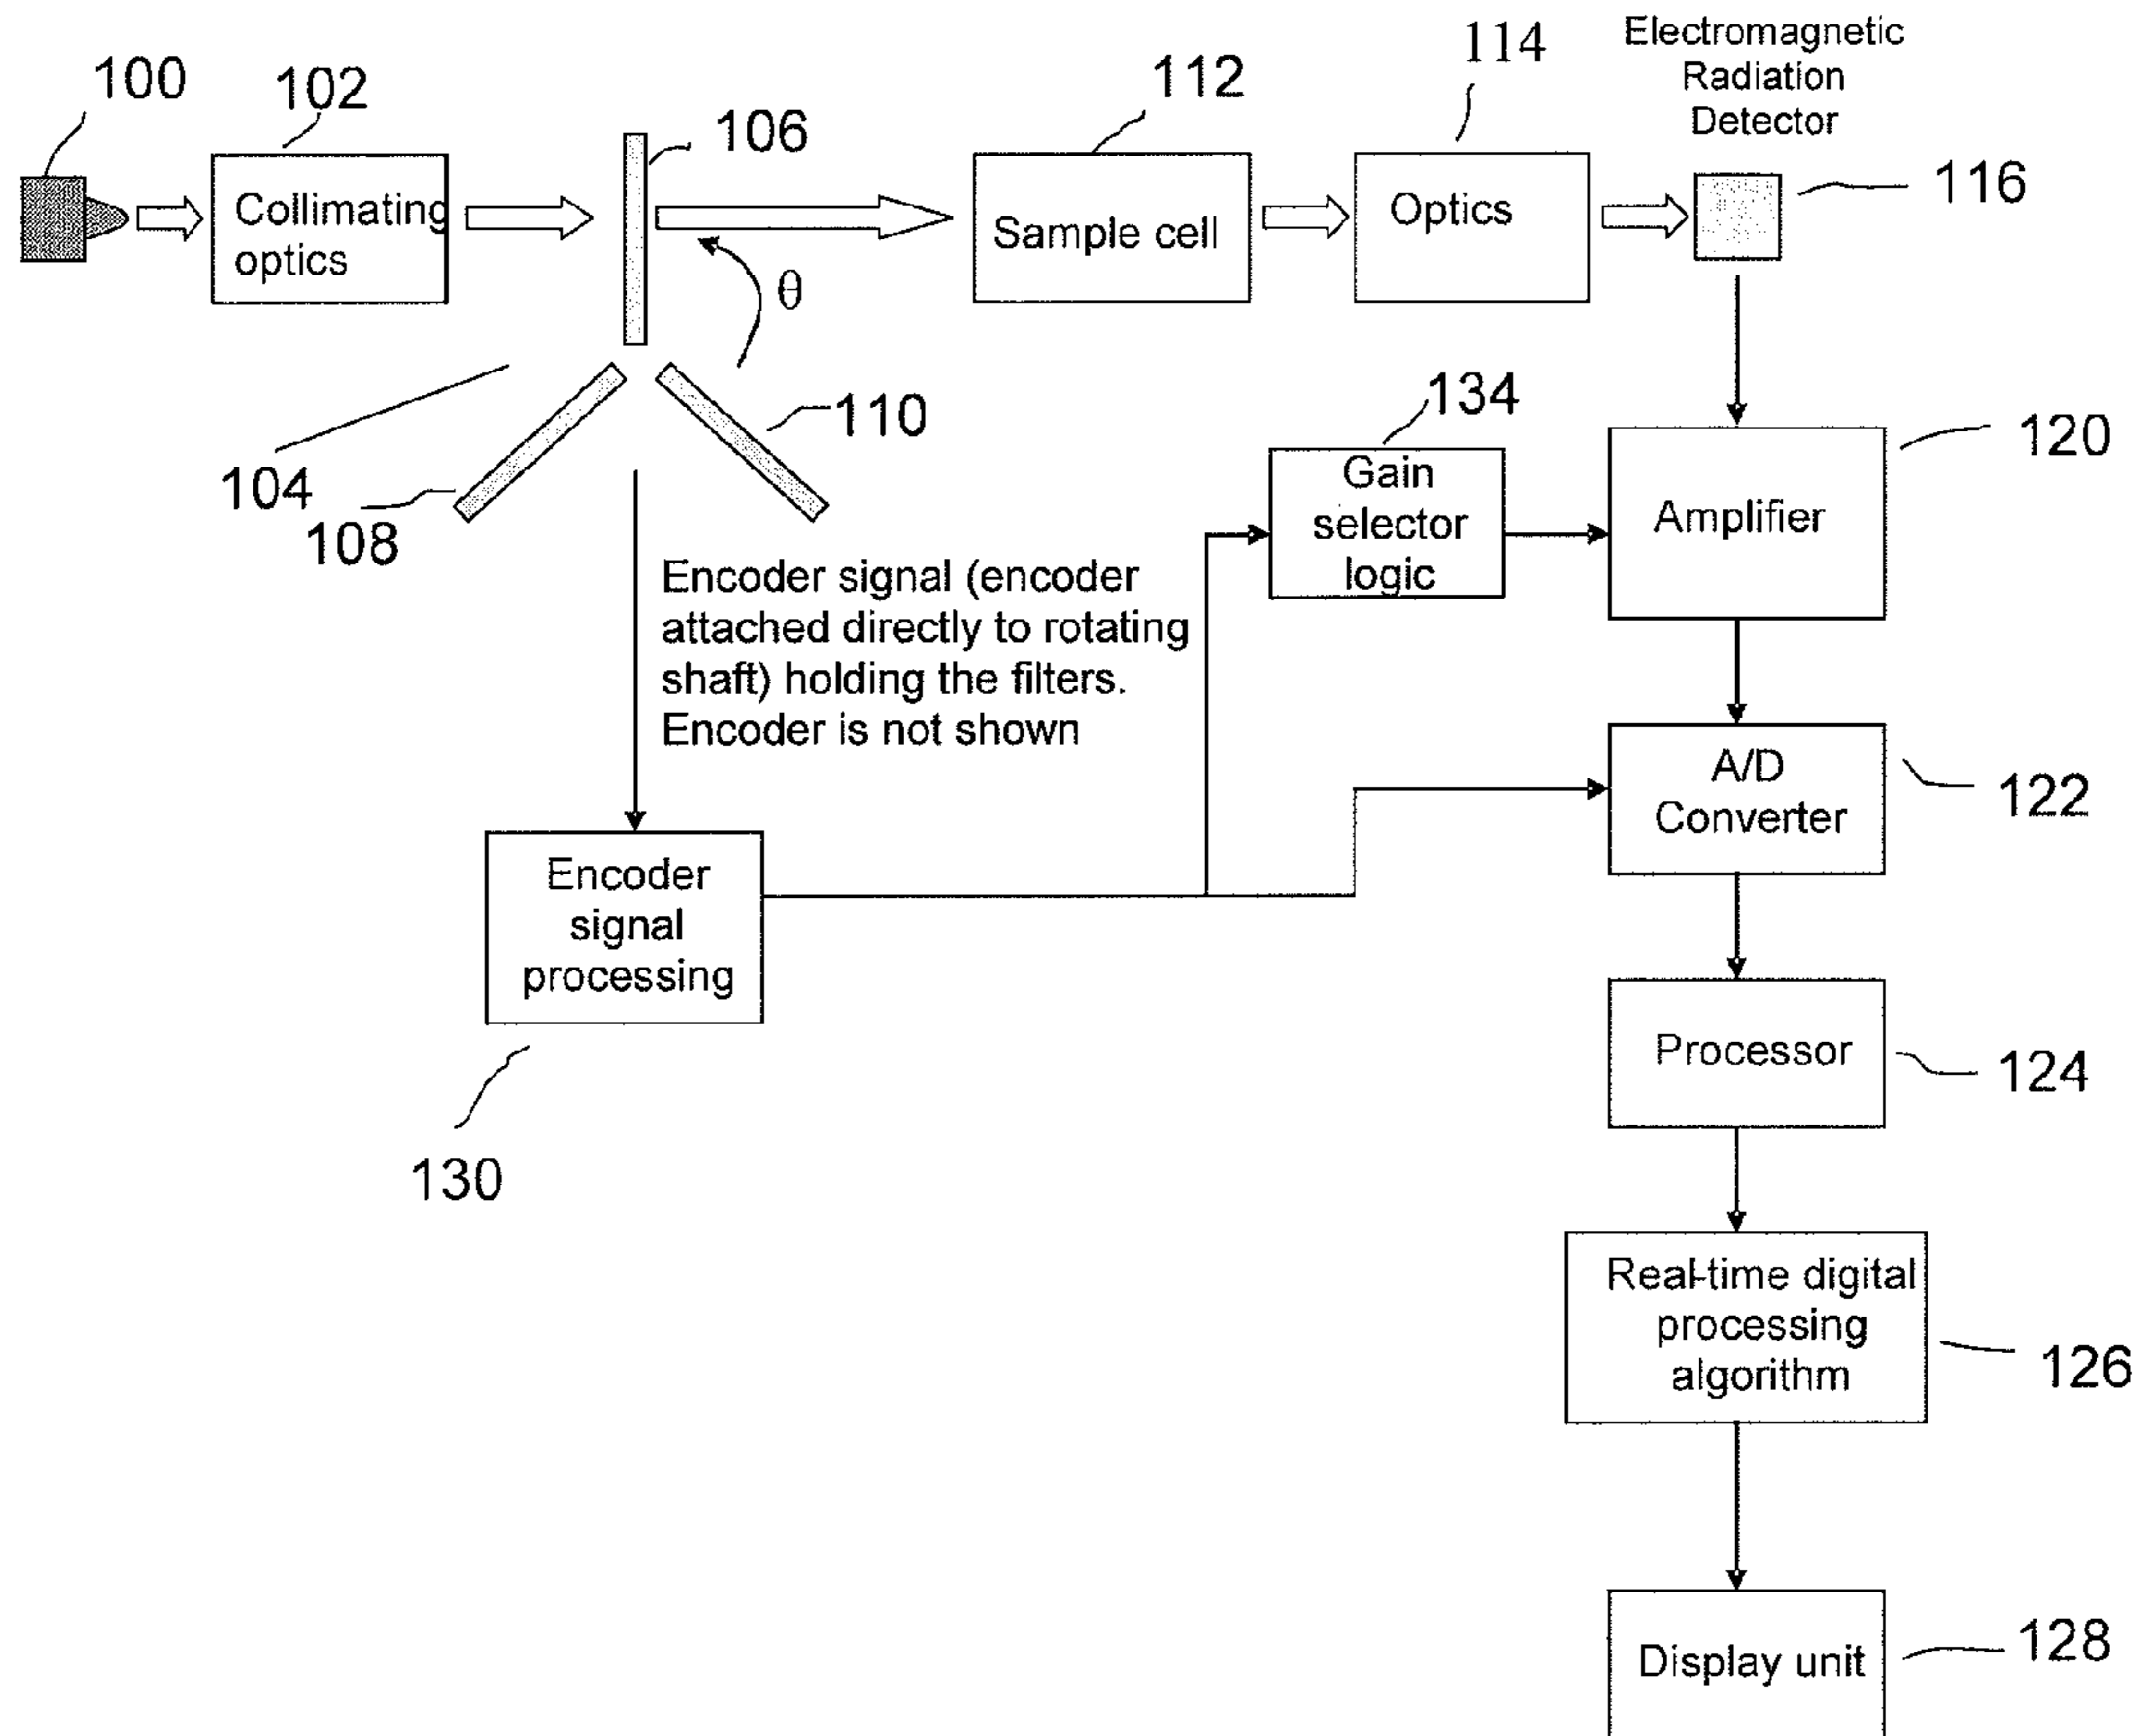 100
102
106
112
114
Electromagnetic
Radiation
Detector
116
Collimating
optics
Sample cell
Optics
θ
104
108
110
134
Gain
selector
logic
120
Amplifier
Encoder signal (encoder
attached directly to rotating
shaft) holding the filters.
Encoder is not shown
A/D
Converter
122
Encoder
signal
processing
130
Processor
124
Real-time digital
processing
algorithm
126
Display unit
128